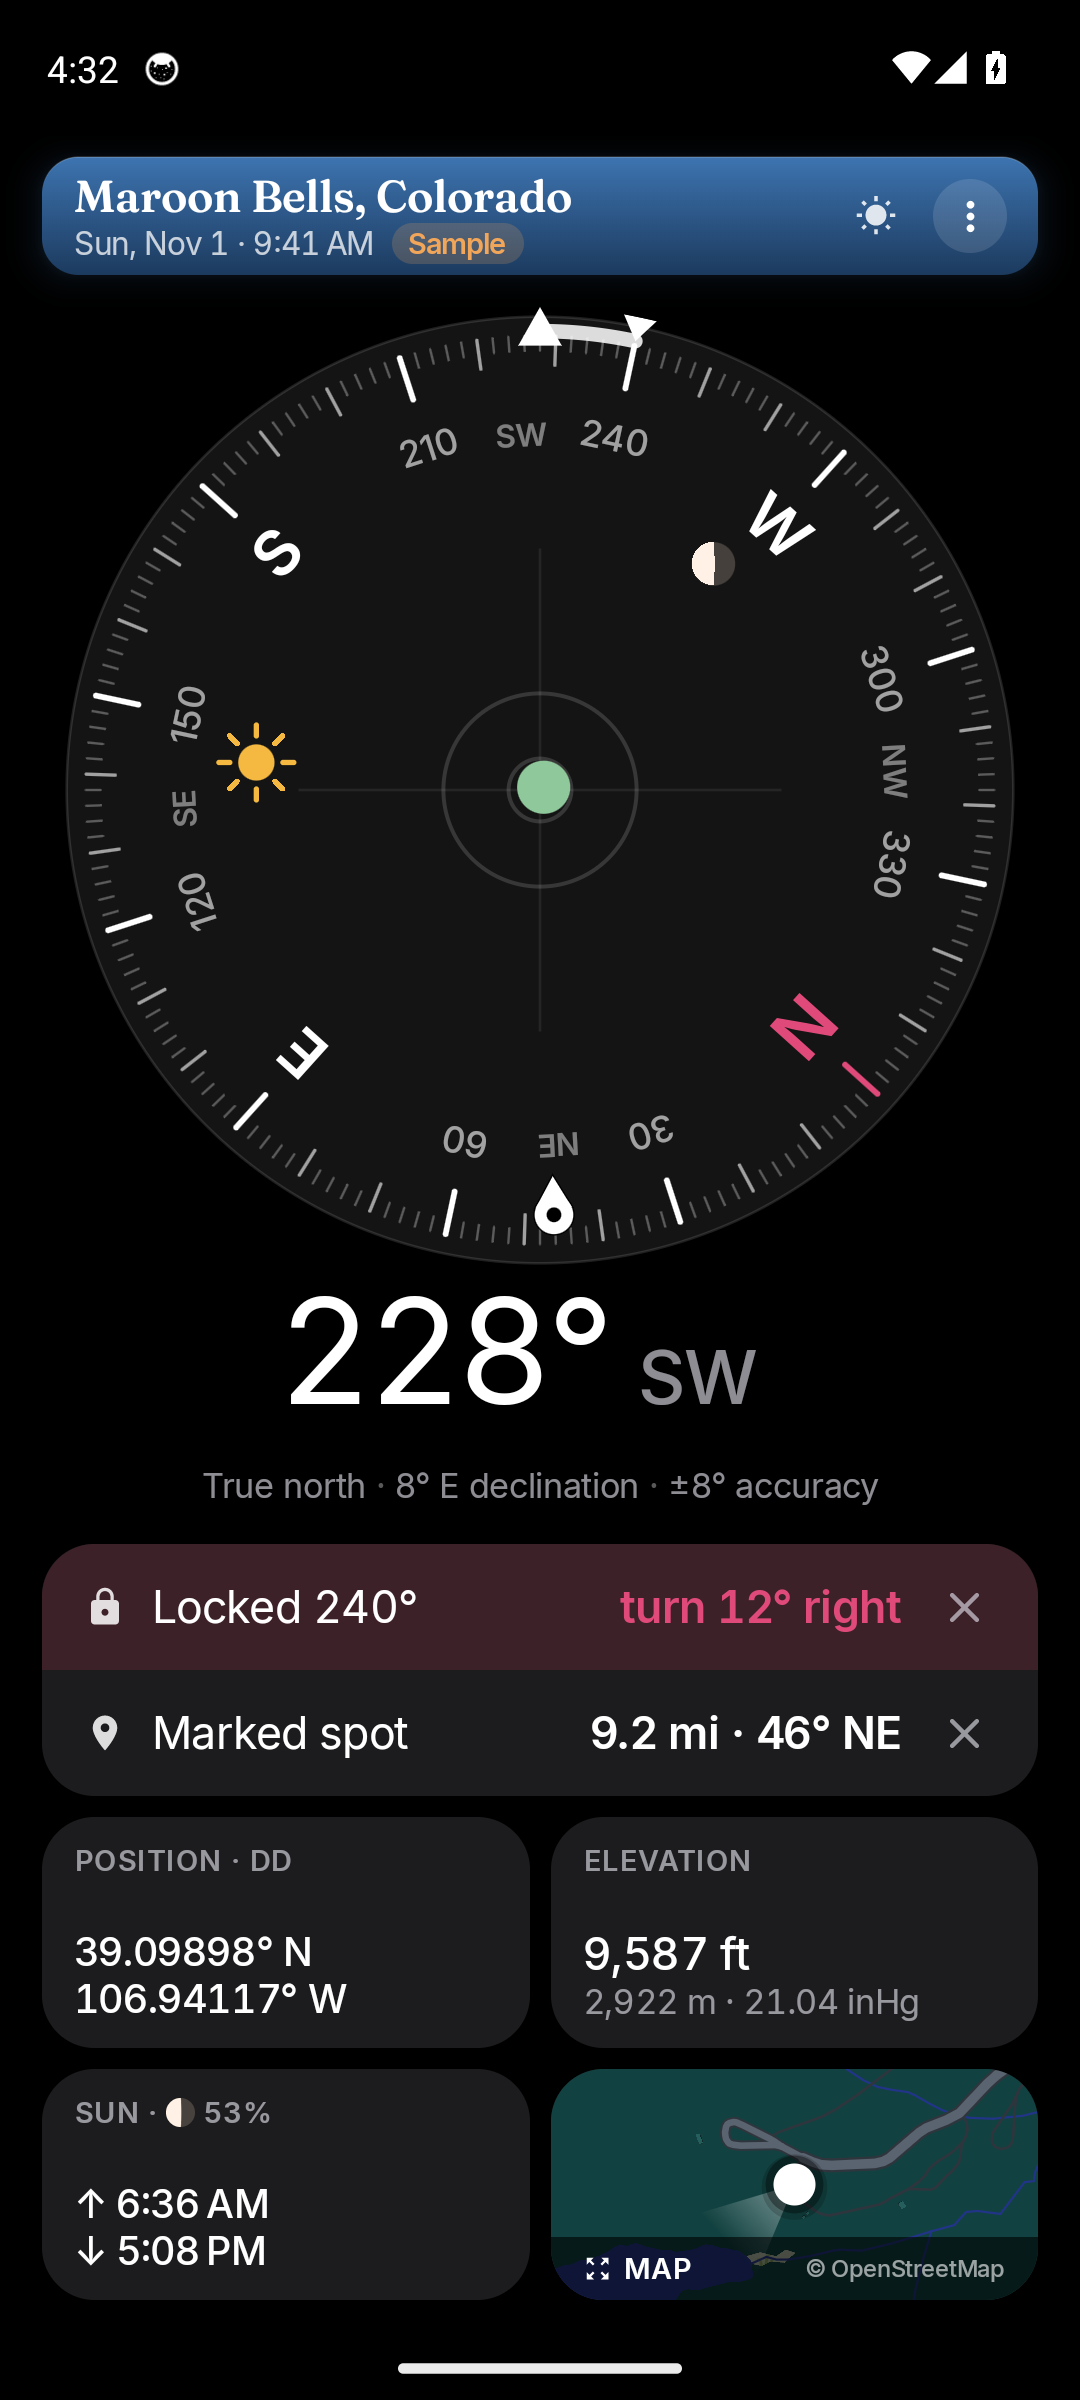 4:32
Maroon Bells, Colorado
Sun, Nov 1 · 9:41 AM Sample
210 SW 240
S W
150 300
SE NW
120 330
E N
60 NE 30
228° SW
True north · 8° E declination · ±8° accuracy
Locked 240° turn 12° right
Marked spot 9.2 mi · 46° NE
POSITION · DD
39.09898° N
106.94117° W
ELEVATION
9,587 ft
2,922 m · 21.04 inHg
SUN · 53%
↑ 6:36 AM
↓ 5:08 PM
MAP © OpenStreetMap